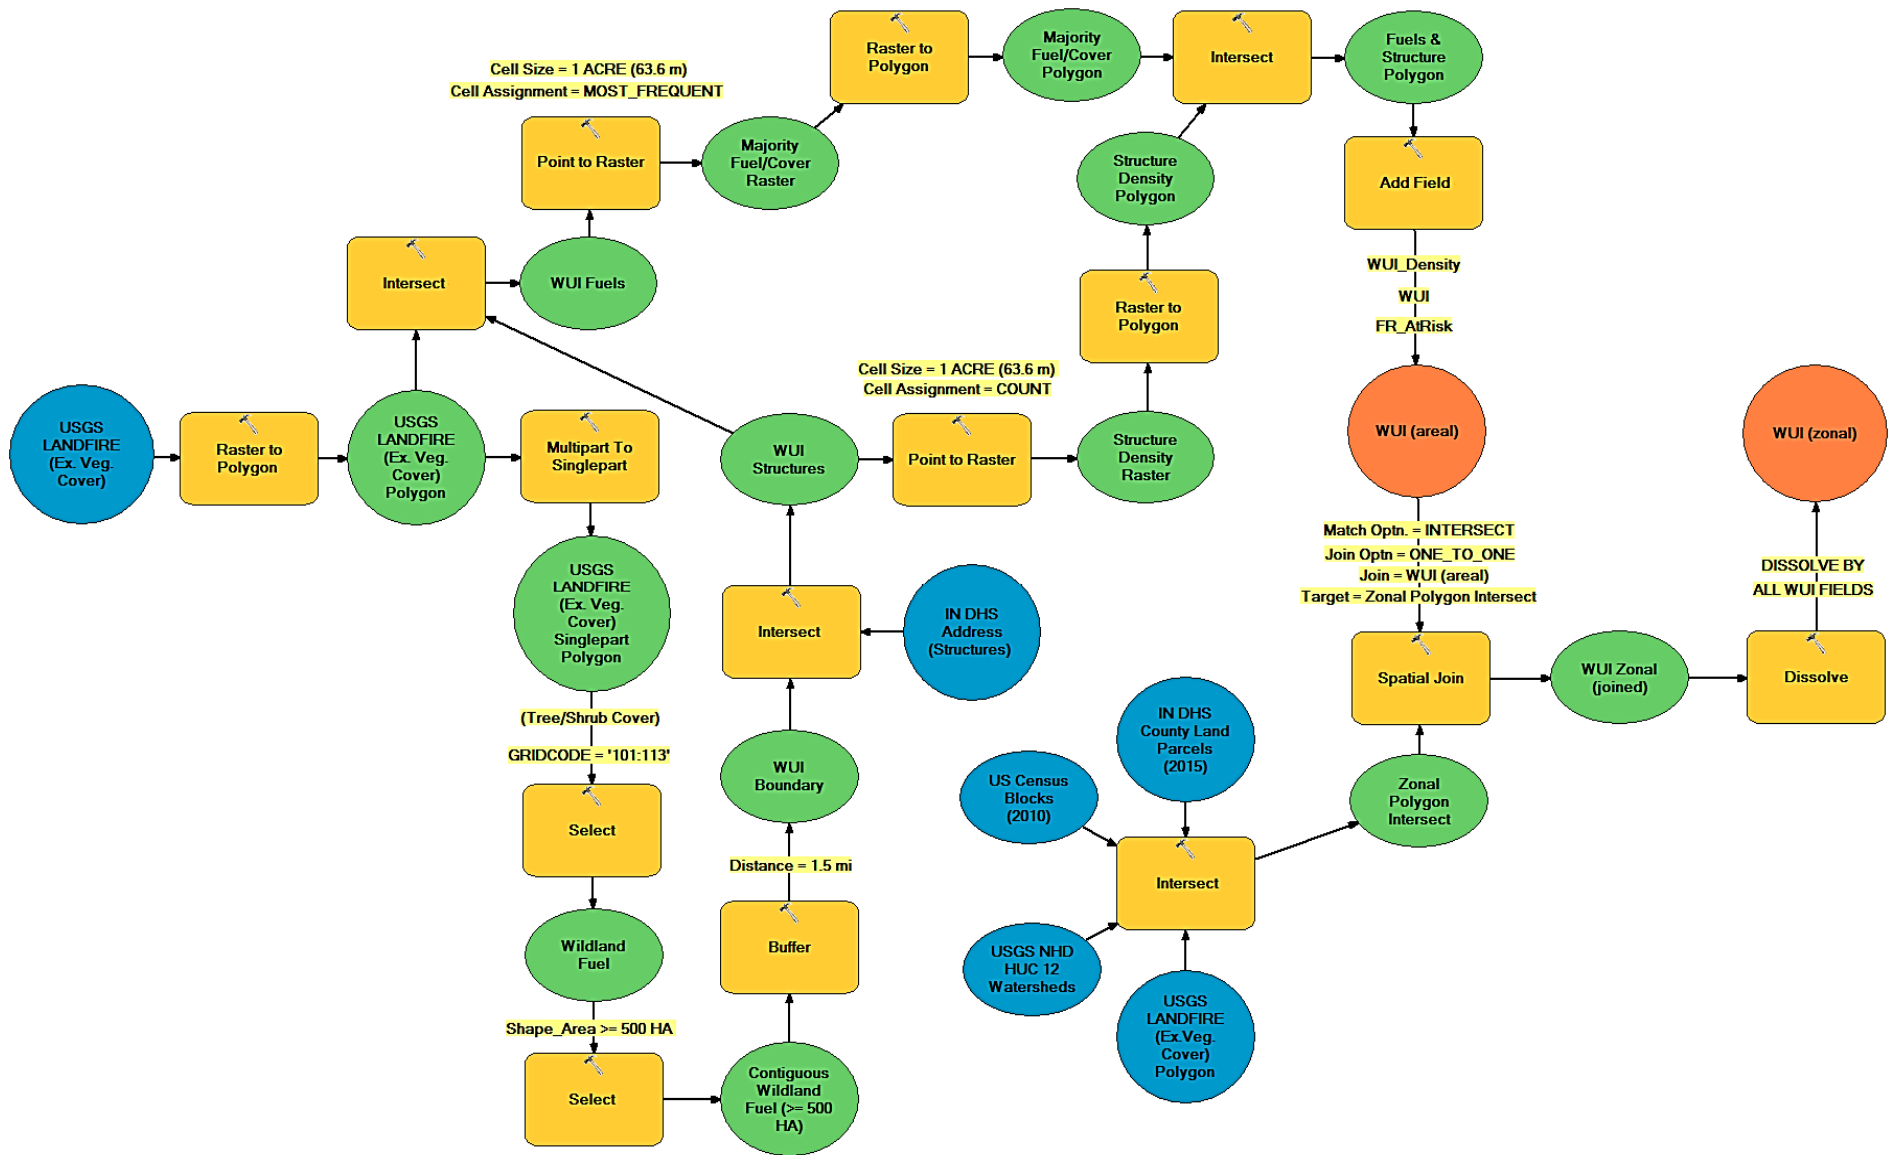 Cell Size = 1 ACRE (63.6 m)
Cell Assignment = MOST_FREQUENT
Raster to
Polygon
Majority
Fuel/Cover
Polygon
Intersect
Fuels &
Structure
Polygon
Point to Raster
Majority
Fuel/Cover
Raster
Structure
Density
Polygon
Add Field
Intersect
WUI Fuels
Raster to
Polygon
WUI_Density
WUI
FR_AtRisk
Cell Size = 1 ACRE (63.6 m)
Cell Assignment = COUNT
USGS
LANDFIRE
(Ex. Veg.
Cover)
Raster to
Polygon
USGS
LANDFIRE
(Ex. Veg.
Cover)
Polygon
Multipart To
Singlepart
WUI
Structures
Point to Raster
Structure
Density
Raster
WUI (areal)
WUI (zonal)
USGS
LANDFIRE
(Ex. Veg.
Cover)
Singlepart
Polygon
Intersect
IN DHS
Address
(Structures)
Match Optn. = INTERSECT
Join Optn = ONE_TO_ONE
Join = WUI (areal)
Target = Zonal Polygon Intersect
DISSOLVE BY
ALL WUI FIELDS
Spatial Join
WUI Zonal
(joined)
Dissolve
(Tree/Shrub Cover)
GRIDCODE = '101:113'
Select
WUI
Boundary
US Census
Blocks
(2010)
IN DHS
County Land
Parcels
(2015)
Zonal
Polygon
Intersect
Distance = 1.5 mi
Intersect
Wildland
Fuel
Buffer
USGS NHD
HUC 12
Watersheds
USGS
LANDFIRE
(Ex.Veg.
Cover)
Polygon
Shape_Area >= 500 HA
Select
Contiguous
Wildland
Fuel (>= 500
HA)